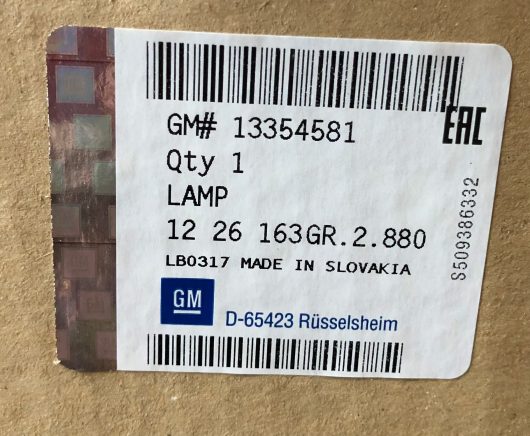 GM# 13354581
EAC
Qty 1
LAMP
12 26 163GR.2.880
LB0317 MADE IN SLOVAKIA
S509386332
GM
D-65423 Rüsselsheim